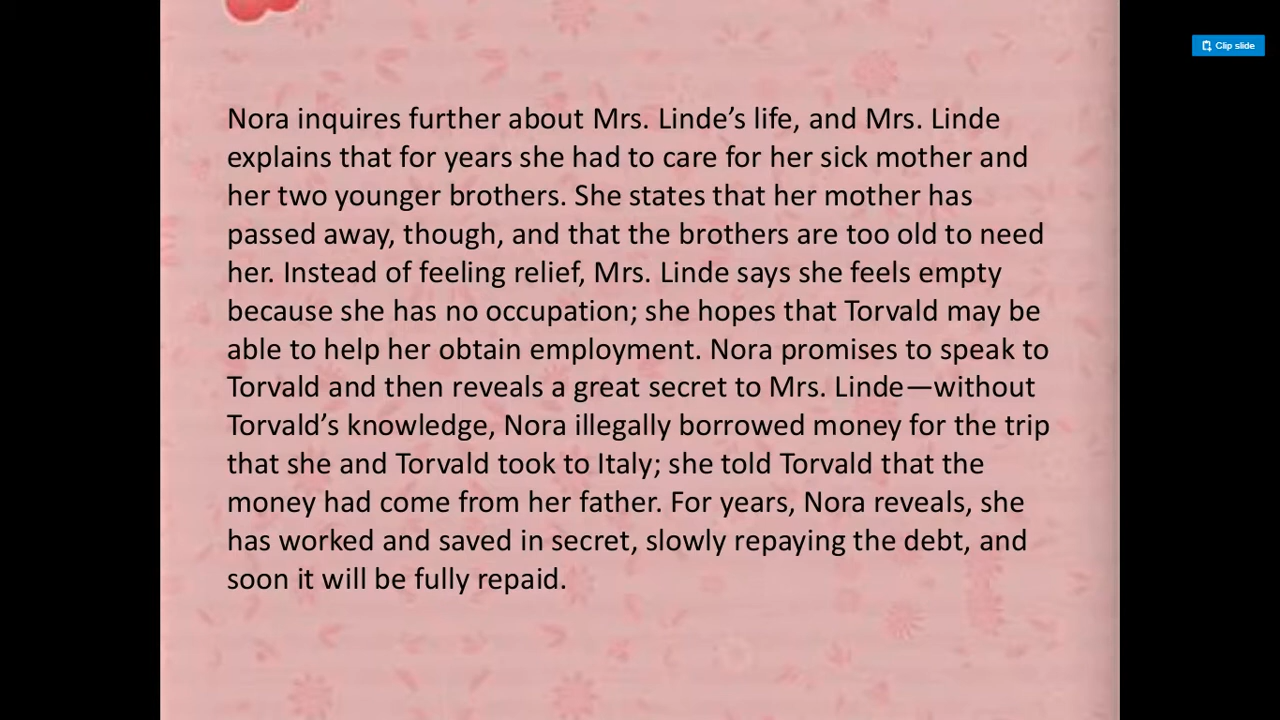 Clip slide
Nora inquires further about Mrs. Linde’s life, and Mrs. Linde
explains that for years she had to care for her sick mother and
her two younger brothers. She states that her mother has
passed away, though, and that the brothers are too old to need
her. Instead of feeling relief, Mrs. Linde says she feels empty
because she has no occupation; she hopes that Torvald may be
able to help her obtain employment. Nora promises to speak to
Torvald and then reveals a great secret to Mrs. Linde—without
Torvald’s knowledge, Nora illegally borrowed money for the trip
that she and Torvald took to Italy; she told Torvald that the
money had come from her father. For years, Nora reveals, she
has worked and saved in secret, slowly repaying the debt, and
soon it will be fully repaid.